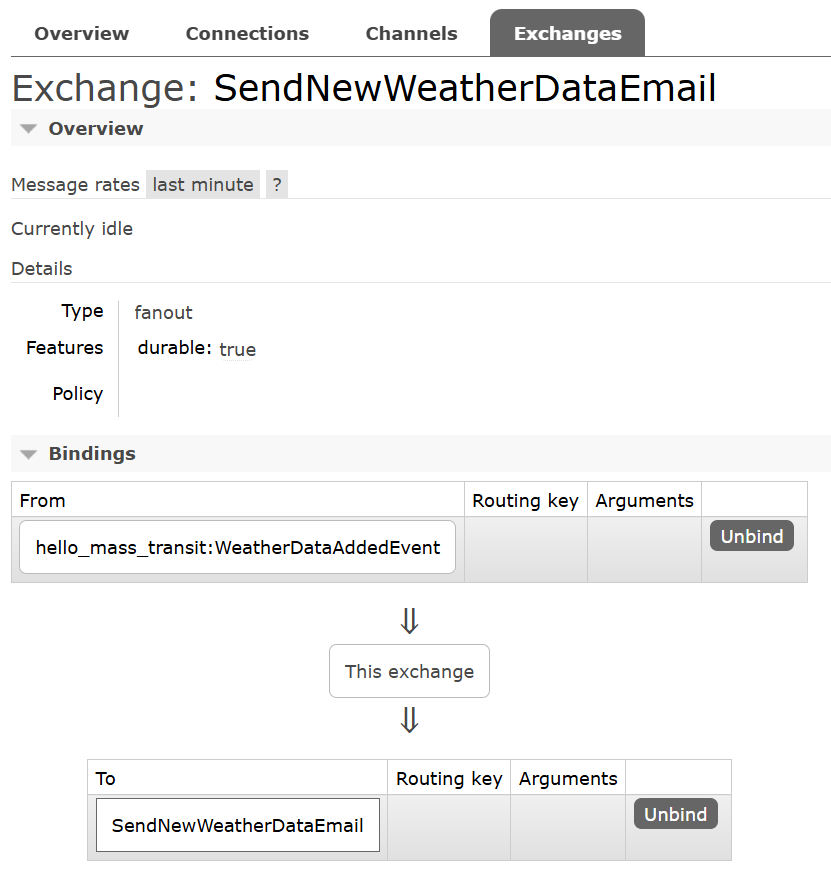 Overview Connections Channels Exchanges
Exchange: SendNewWeatherDataEmail
Overview
Message rates last minute ?
Currently idle
Details
Type fanout
Features durable: true
Policy
Bindings
From Routing key Arguments
hello_mass_transit:WeatherDataAddedEvent Unbind
⇓
This exchange
⇓
To Routing key Arguments
SendNewWeatherDataEmail Unbind